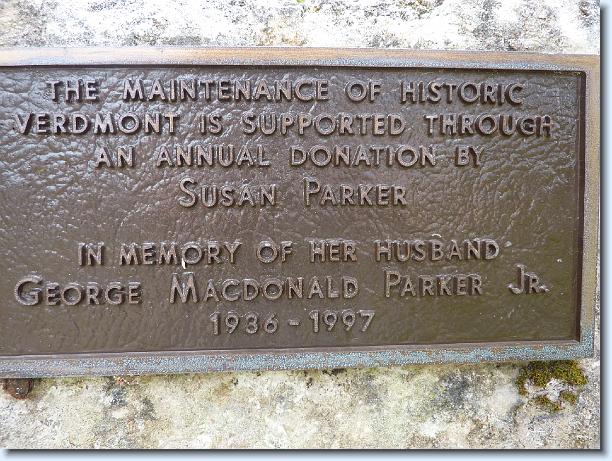 THE MAINTENANCE OF HISTORIC
VERDMONT IS SUPPORTED THROUGH
AN ANNUAL DONATION BY
SUSAN PARKER
IN MEMORY OF HER HUSBAND
GEORGE MACDONALD PARKER JR.
1936 - 1997